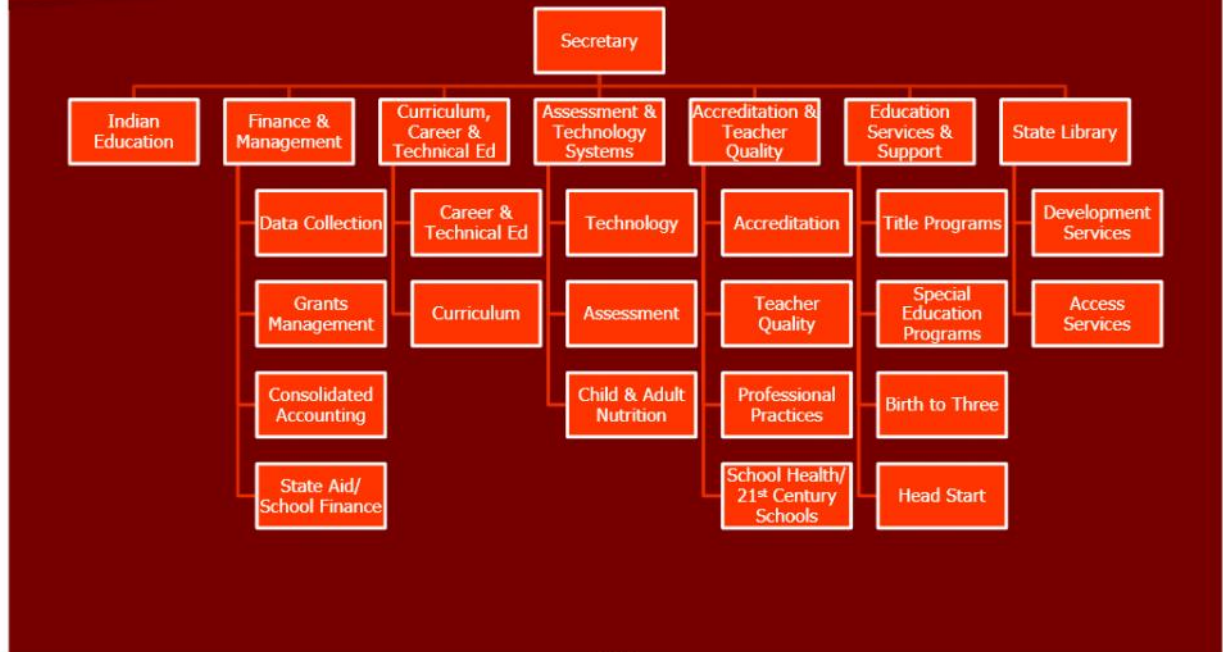 Secretary
Indian
Education
Finance &
Management
Curriculum,
Career &
Technical Ed
Assessment &
Technology
Systems
Accreditation &
Teacher
Quality
Education
Services &
Support
State Library
Data Collection
Grants
Management
Consolidated
Accounting
State Aid/
School Finance
Career &
Technical Ed
Curriculum
Technology
Assessment
Child & Adult
Nutrition
Accreditation
Teacher
Quality
Professional
Practices
School Health/
21st Century
Schools
Title Programs
Special
Education
Programs
Birth to Three
Head Start
Development
Services
Access
Services